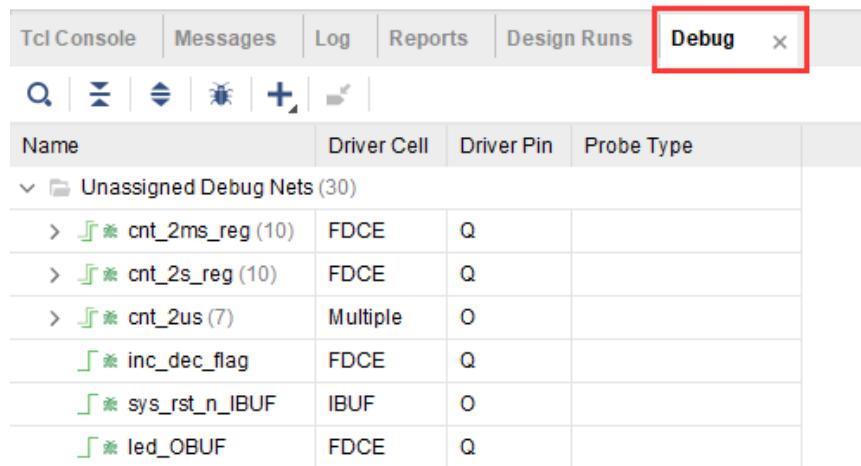 Tcl Console Messages Log Reports Design Runs Debug ×
Name Driver Cell Driver Pin Probe Type
Unassigned Debug Nets (30)
cnt_2ms_reg (10) FDCE Q
cnt_2s_reg (10) FDCE Q
cnt_2us (7) Multiple O
inc_dec_flag FDCE Q
sys_rst_n_IBUF IBUF O
led_OBUF FDCE Q